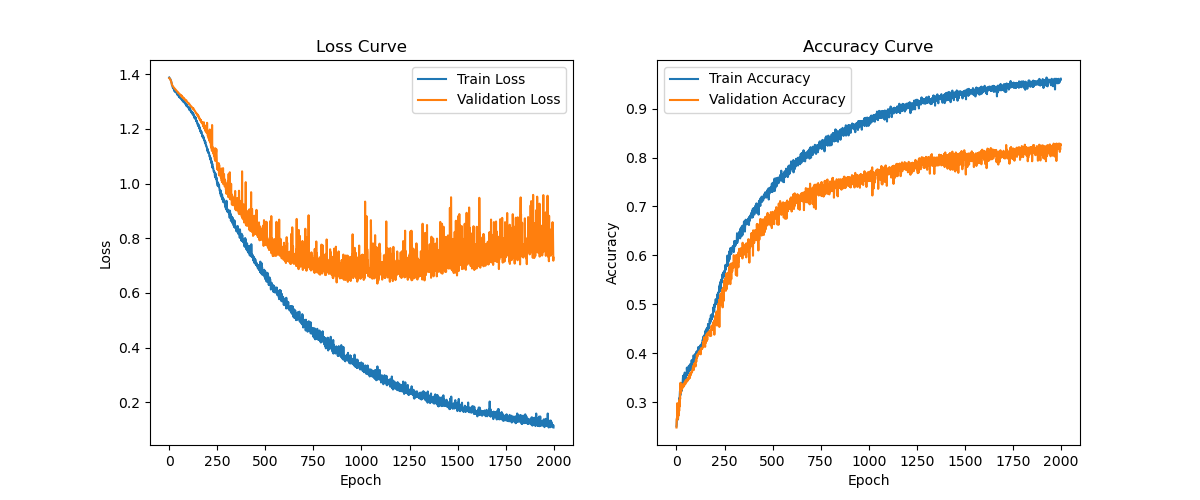 Loss Curve
Loss
1.4
1.2
1.0
0.8
0.6
0.4
0.2
Train Loss
Validation Loss
0 250 500 750 1000 1250 1500 1750 2000
Epoch
Accuracy Curve
Accuracy
0.9
0.8
0.7
0.6
0.5
0.4
0.3
Train Accuracy
Validation Accuracy
0 250 500 750 1000 1250 1500 1750 2000
Epoch